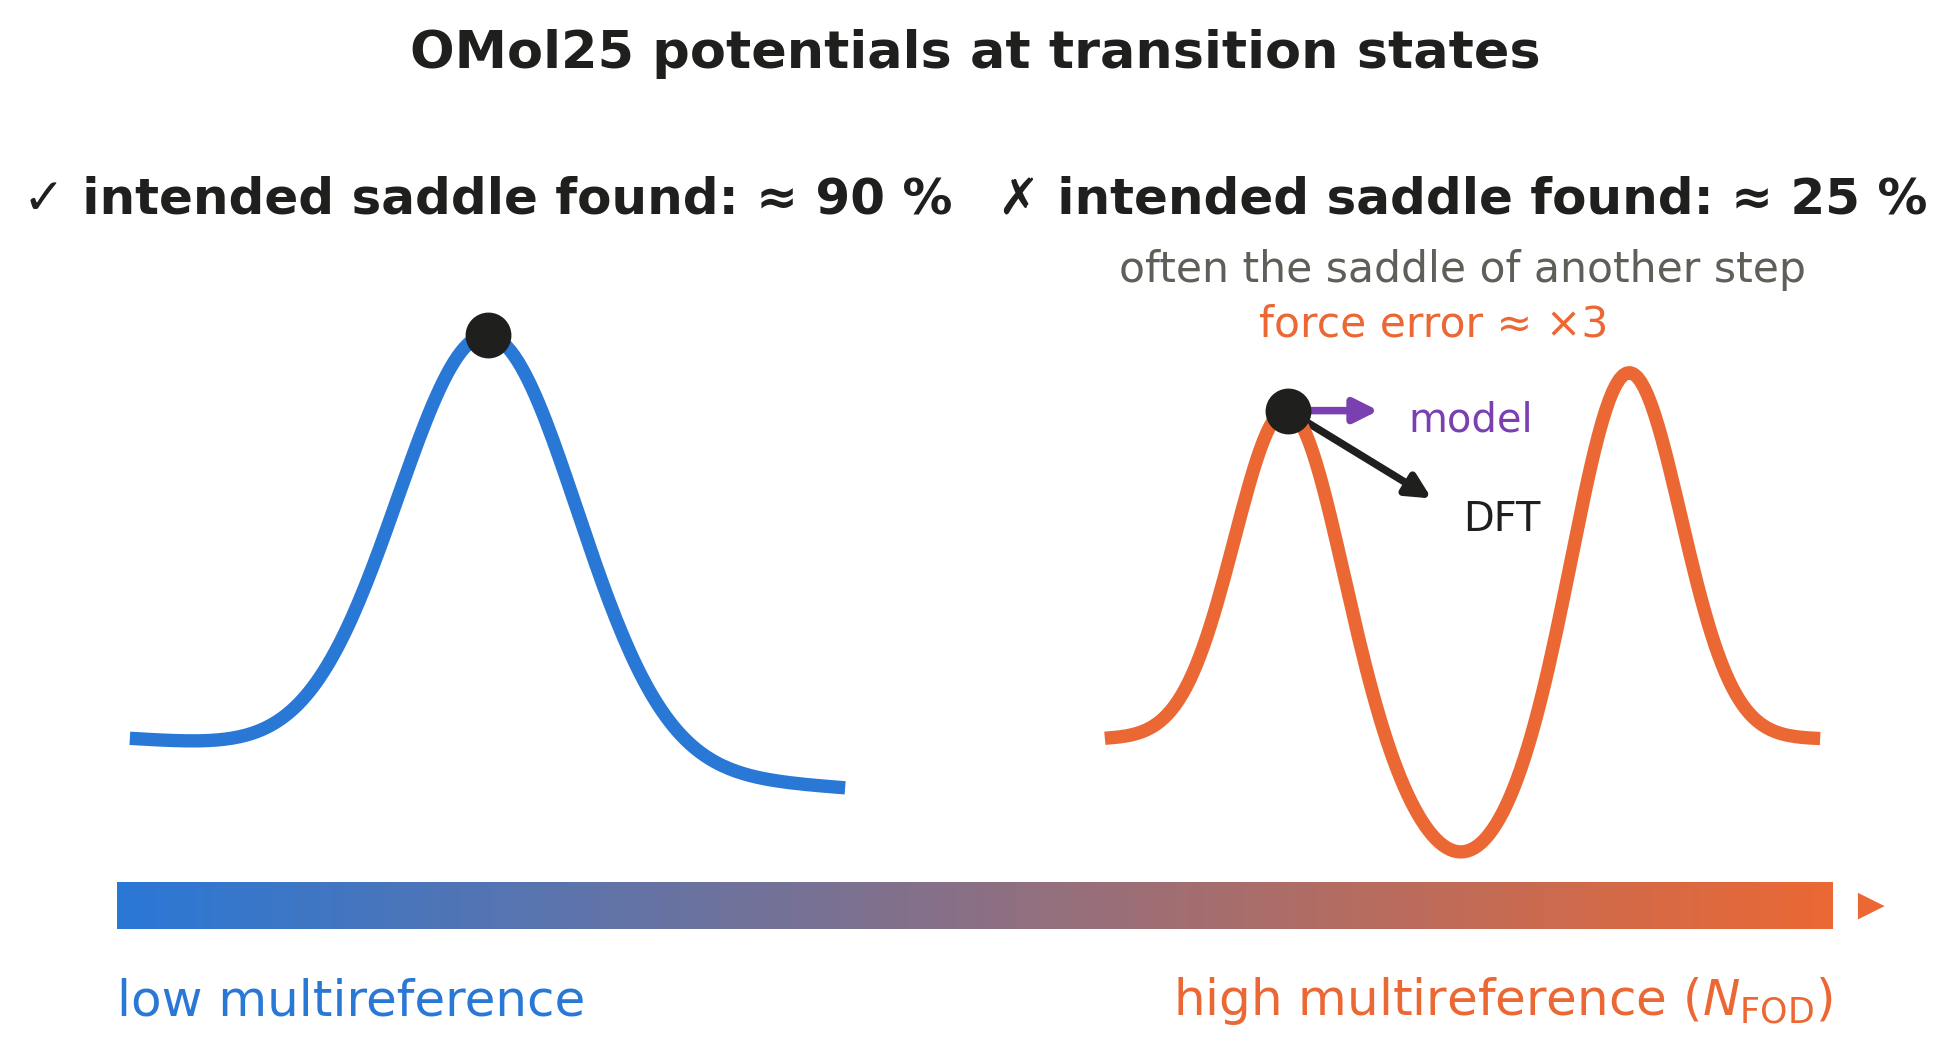 OMol25 potentials at transition states
✓ intended saddle found: ≈ 90 %
✗ intended saddle found: ≈ 25 %
often the saddle of another step
force error ≈ ×3
model
DFT
low multireference
high multireference (N_FOD)